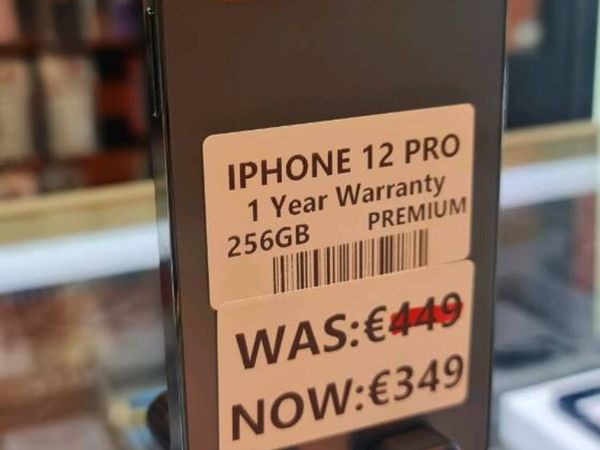 IPHONE 12 PRO
1 Year Warranty
256GB PREMIUM
WAS:€449
NOW:€349